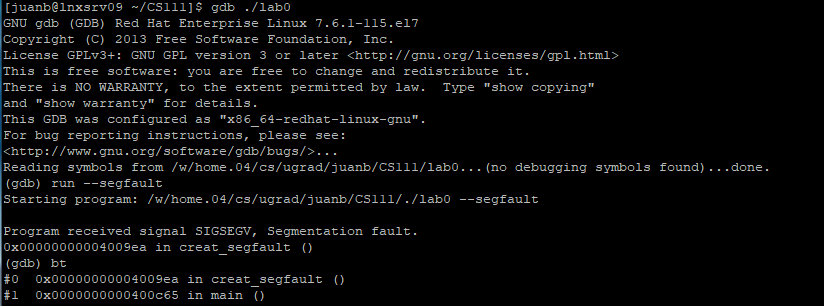 [juanb@lnxsrv09 ~/CS111]$ gdb ./lab0
GNU gdb (GDB) Red Hat Enterprise Linux 7.6.1-115.el7
Copyright (C) 2013 Free Software Foundation, Inc.
License GPLv3+: GNU GPL version 3 or later <http://gnu.org/licenses/gpl.html>
This is free software: you are free to change and redistribute it.
There is NO WARRANTY, to the extent permitted by law.  Type "show copying"
and "show warranty" for details.
This GDB was configured as "x86_64-redhat-linux-gnu".
For bug reporting instructions, please see:
<http://www.gnu.org/software/gdb/bugs/>...
Reading symbols from /w/home.04/cs/ugrad/juanb/CS111/lab0...(no debugging symbols found)...done.
(gdb) run --segfault
Starting program: /w/home.04/cs/ugrad/juanb/CS111/./lab0 --segfault
Program received signal SIGSEGV, Segmentation fault.
0x00000000004009ea in creat_segfault ()
(gdb) bt
#0  0x00000000004009ea in creat_segfault ()
#1  0x0000000000400c65 in main ()